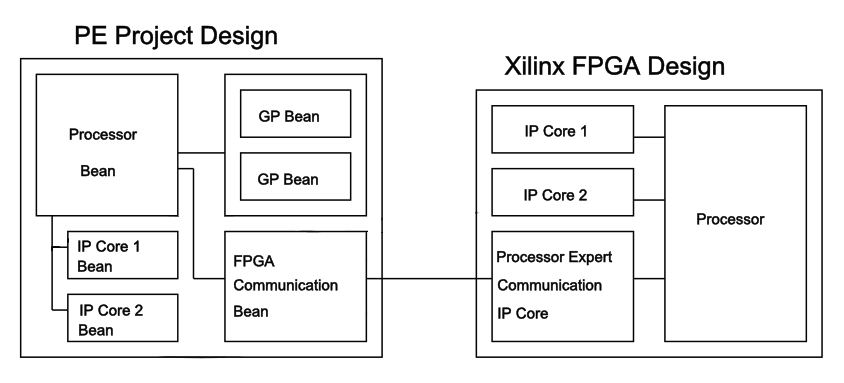 PE Project Design
Processor
Bean
GP Bean
GP Bean
IP Core 1
Bean
IP Core 2
Bean
FPGA
Communication
Bean
Xilinx FPGA Design
IP Core 1
IP Core 2
Processor Expert
Communication
IP Core
Processor